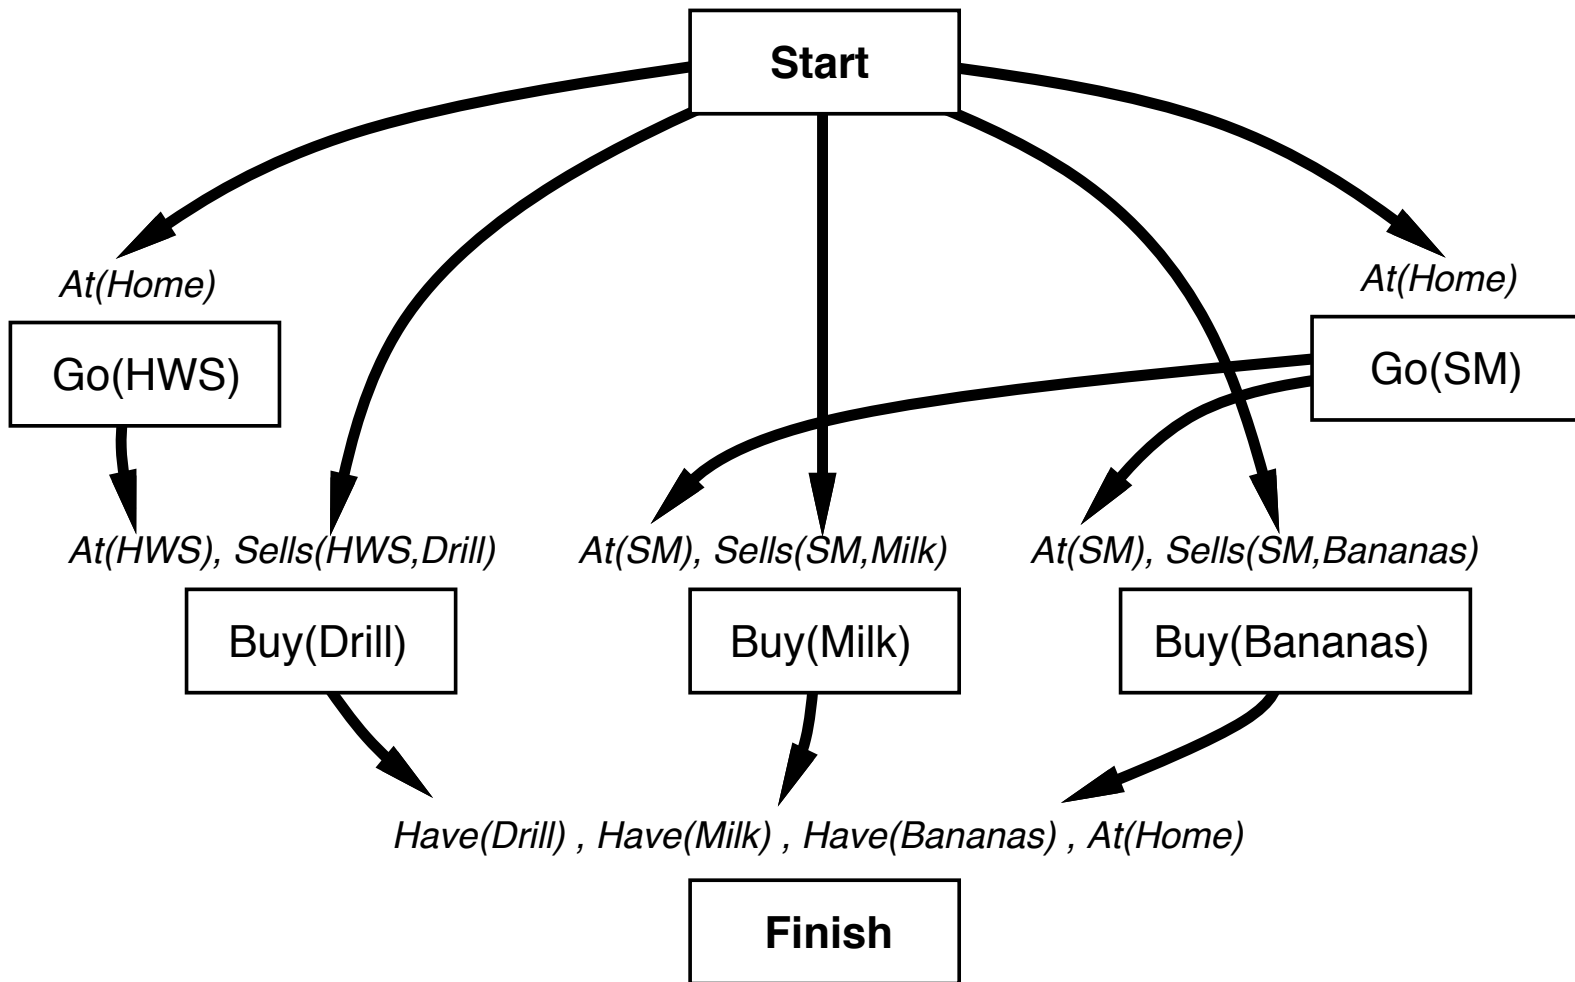 Start
At(Home)
At(Home)
Go(HWS)
Go(SM)
At(HWS), Sells(HWS,Drill)
At(SM), Sells(SM,Milk)
At(SM), Sells(SM,Bananas)
Buy(Drill)
Buy(Milk)
Buy(Bananas)
Have(Drill) , Have(Milk) , Have(Bananas) , At(Home)
Finish